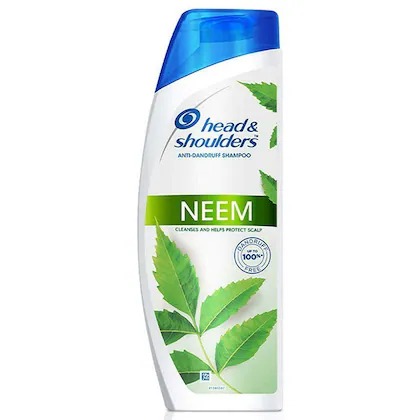 head&
shoulders
ANTI-DANDRUFF SHAMPOO
NEEM
CLEANSES AND HELPS PROTECT SCALP
DANDRUFF
UP TO
100%*
FREE